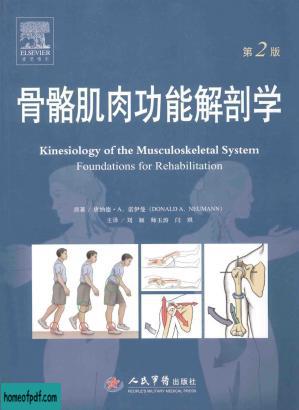 ELSEVIER
第2版
骨骼肌肉功能解剖学
Kinesiology of the Musculoskeletal System
Foundations for Rehabilitation
原著/唐纳德·A. 诺伊曼(DONALD A. NEUMANN)
主译/刘 颖 师玉涛 闫 琪
人民军医出版社
PEOPLE'S MILITARY MEDICAL PRESS
homeofpdf.com